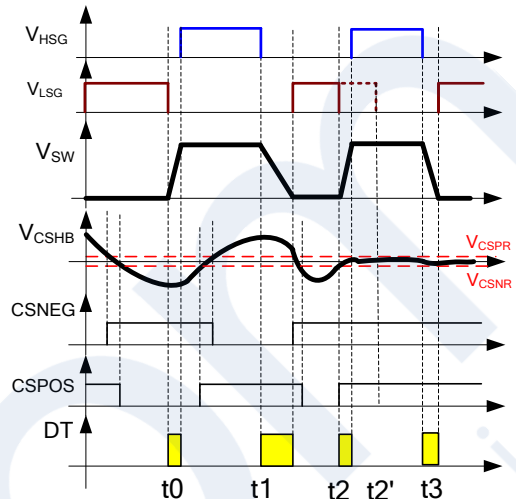 VHSG
VLSG
VSW
VCSHB
VCSPR
VCSNR
CSNEG
CSPOS
DT
t0 t1 t2 t2' t3